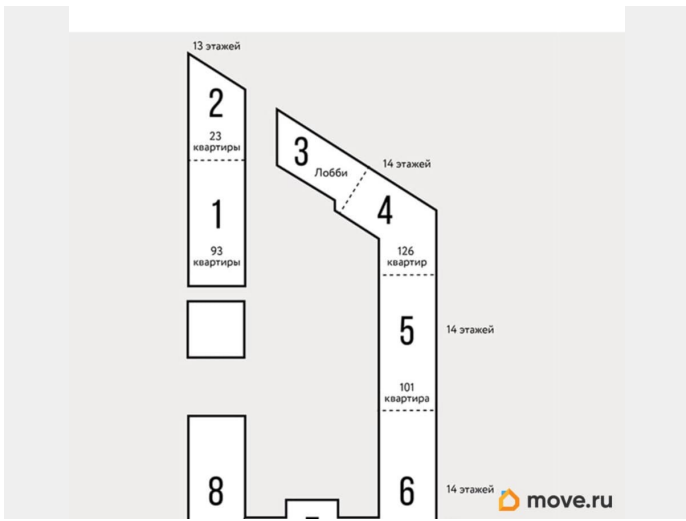 13 этажей
2
23
квартиры
3
Лобби
14 этажей
1
4
93
квартиры
126
квартир
5
14 этажей
101
квартира
8
6
14 этажей
move.ru